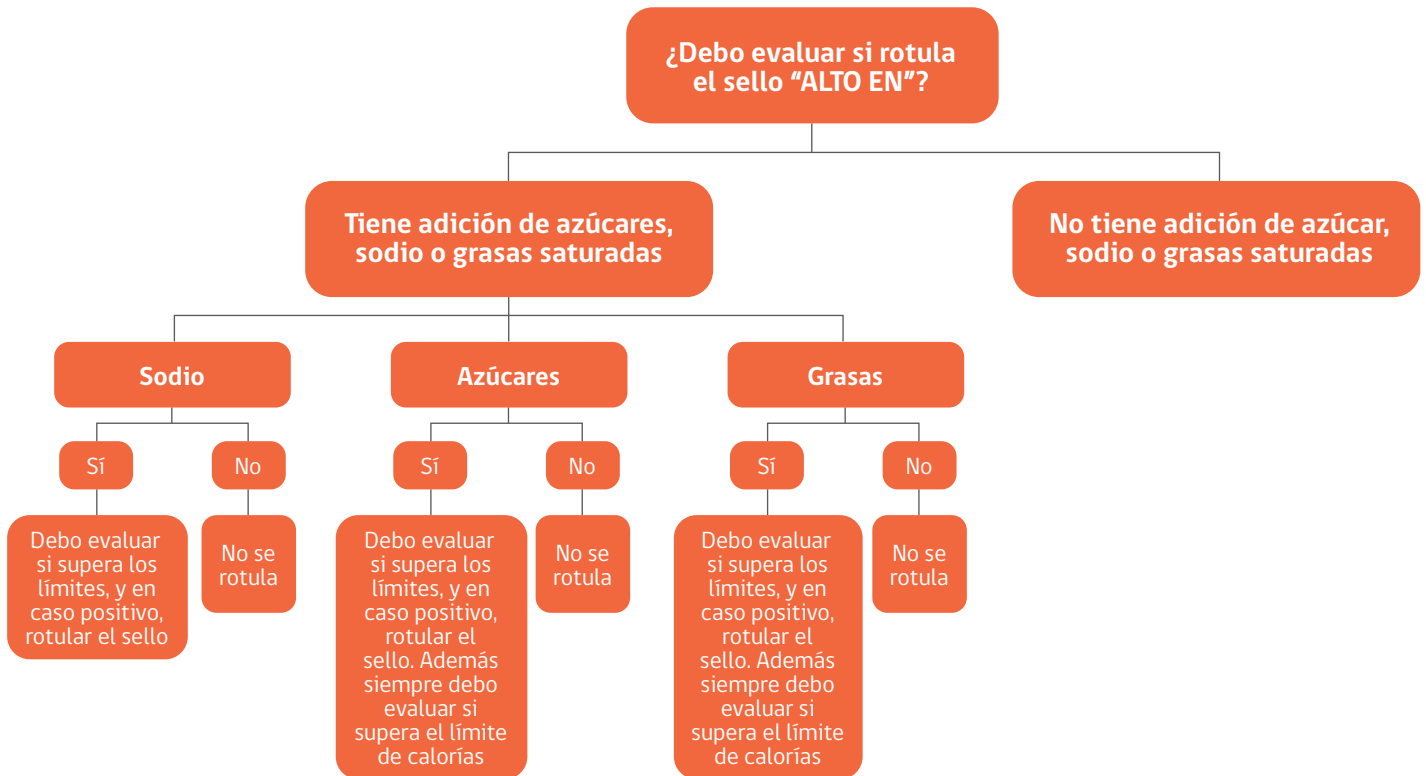 ¿Debo evaluar si rotula
el sello “ALTO EN”?
Tiene adición de azúcares,
sodio o grasas saturadas
No tiene adición de azúcar,
sodio o grasas saturadas
Sodio
Azúcares
Grasas
Sí
No
Sí
No
Sí
No
Debo evaluar
si supera los
límites, y en
caso positivo,
rotular el sello
No se
rotula
Debo evaluar
si supera los
límites, y en
caso positivo,
rotular el
sello. Además
siempre debo
evaluar si
supera el límite
de calorías
No se
rotula
Debo evaluar
si supera los
límites, y en
caso positivo,
rotular el
sello. Además
siempre debo
evaluar si
supera el límite
de calorías
No se
rotula